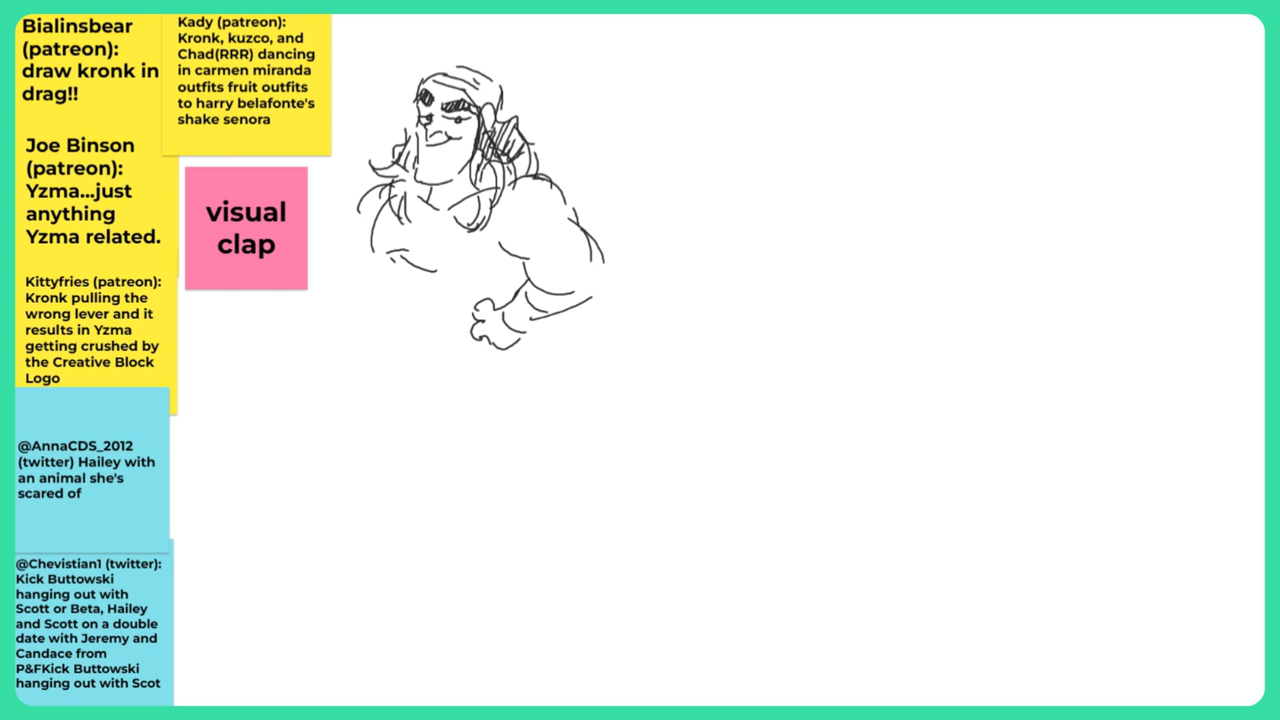 Bialinsbear
(patreon):
draw kronk in
drag!!
Kady (patreon):
Kronk, kuzco, and
Chad(RRR) dancing
in carmen miranda
outfits fruit outfits
to harry belafonte's
shake senora
Joe Binson
(patreon):
Yzma...just
anything
Yzma related.
visual
clap
Kittyfries (patreon):
Kronk pulling the
wrong lever and it
results in Yzma
getting crushed by
the Creative Block
Logo
@AnnaCDS_2012
(twitter) Hailey with
an animal she's
scared of
@Chevistian1 (twitter):
Kick Buttowski
hanging out with
Scott or Beta, Hailey
and Scott on a double
date with Jeremy and
Candace from
P&FKick Buttowski
hanging out with Scot